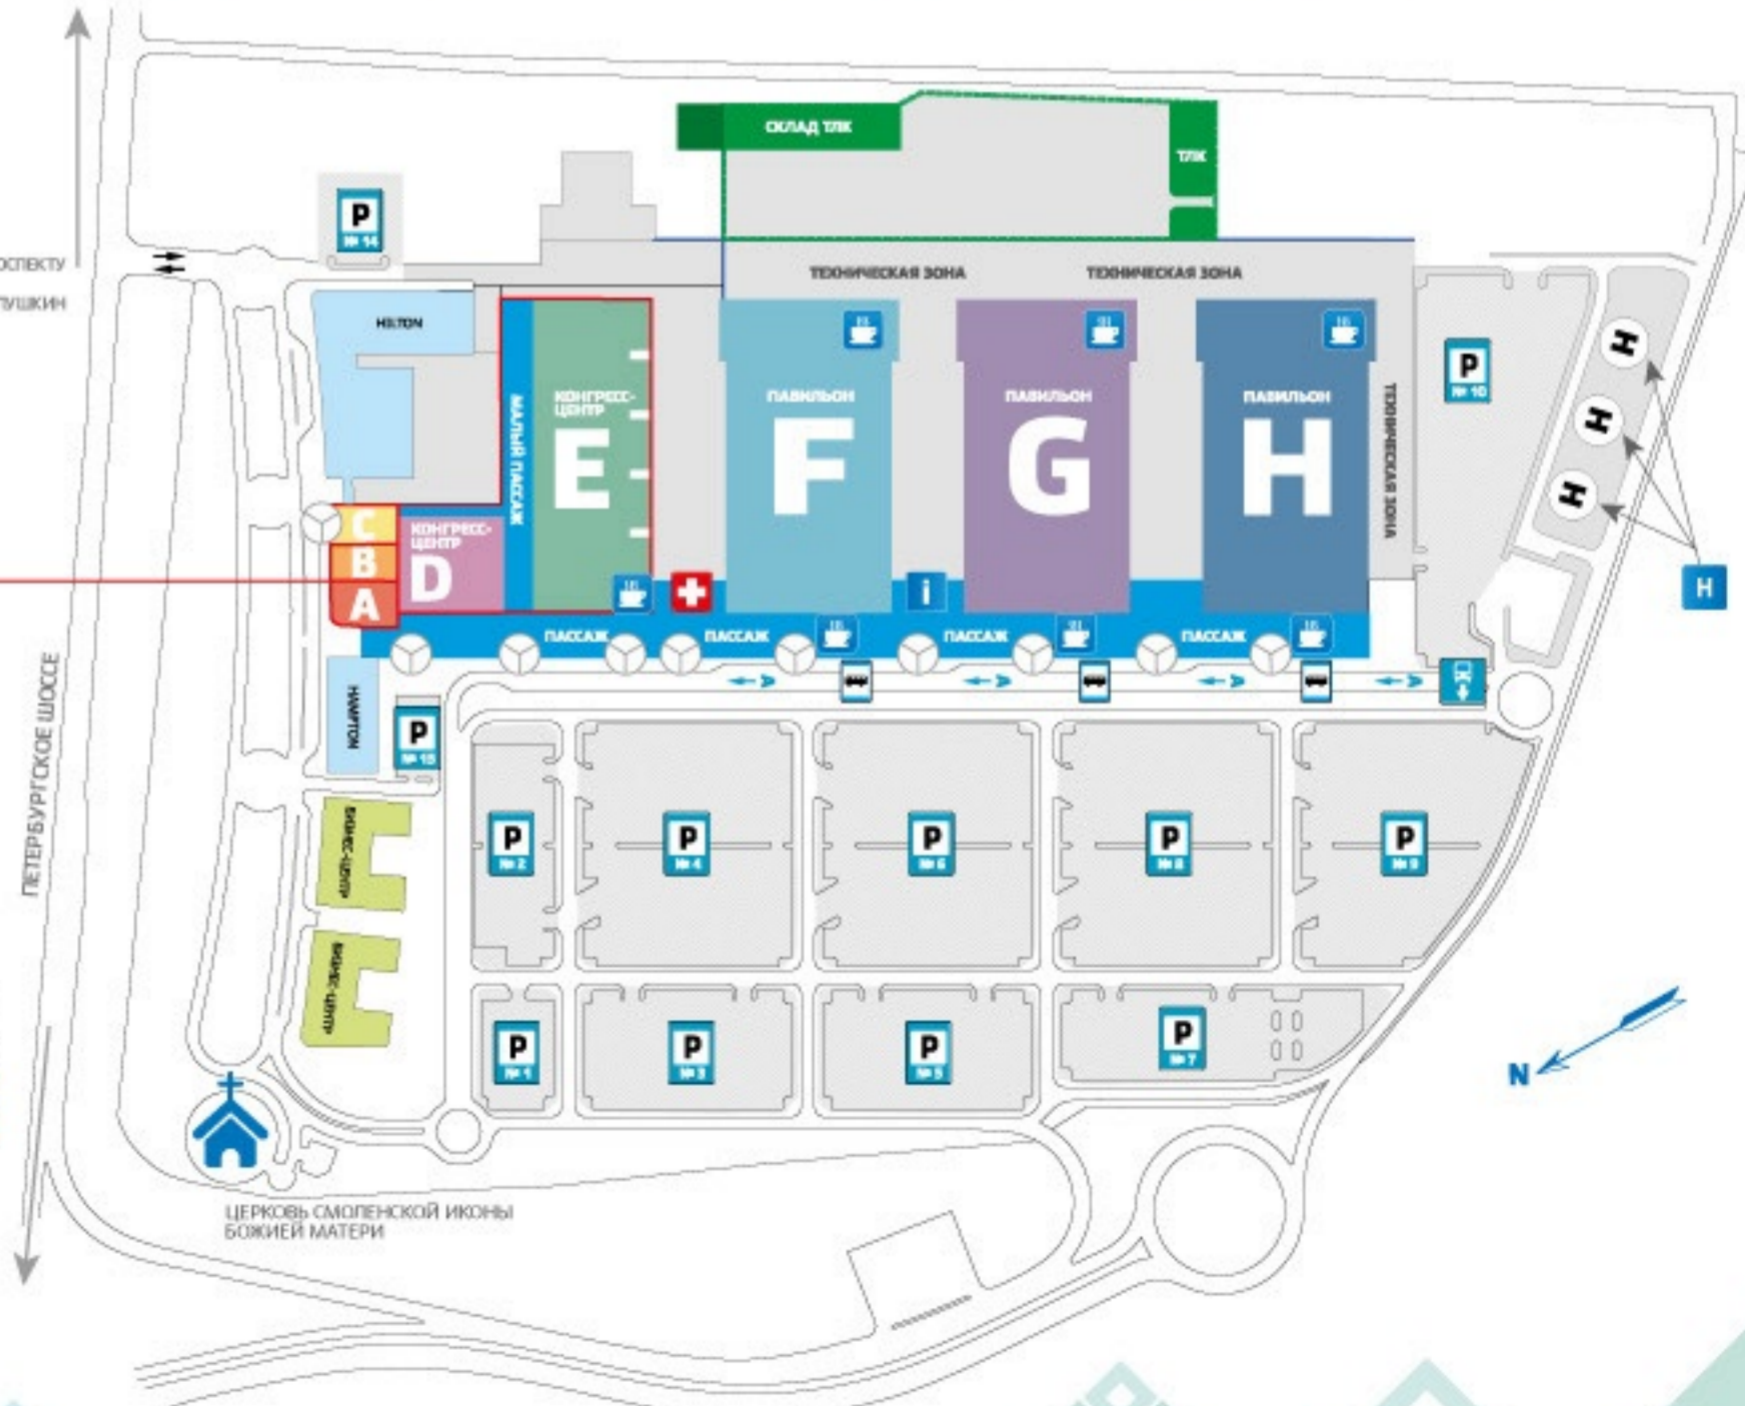 СКЛАД ТЛК
ТЛК
P
№ 14
ОСПЕКТУ
ПУШКИН
ТЕХНИЧЕСКАЯ ЗОНА
ТЕХНИЧЕСКАЯ ЗОНА
HILTON
МАЛЫЙ ПАССАЖ
КОНГРЕСС-
ЦЕНТР
E
ПАВИЛЬОН
F
ПАВИЛЬОН
G
ПАВИЛЬОН
H
ТЕХНИЧЕСКАЯ ЗОНА
P
№ 10
H
H
H
H
C
B
A
КОНГРЕСС-
ЦЕНТР
D
i
ПАССАЖ
ПАССАЖ
ПАССАЖ
ПАССАЖ
A
A
A
A
HAMPTON
P
№ 15
ПЕТЕРБУРГСКОЕ ШОССЕ
P
№ 2
P
№ 4
P
№ 6
P
№ 8
P
№ 9
БИЗНЕС-ЦЕНТР
БИЗНЕС-ЦЕНТР
P
№ 1
P
№ 3
P
№ 5
P
№ 7
N
ЦЕРКОВЬ СМОЛЕНСКОЙ ИКОНЫ
БОЖИЕЙ МАТЕРИ